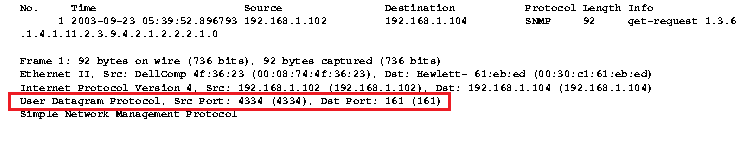 No. Time Source Destination Protocol Length Info
1 2003-09-23 05:39:52.896793 192.168.1.102 192.168.1.104 SNMP 92 get-request 1.3.6
.1.4.1.11.2.3.9.4.2.1.2.2.2.1.0
Frame 1: 92 bytes on wire (736 bits), 92 bytes captured (736 bits)
Ethernet II, Src: DellComp 4f:36:23 (00:08:74:4f:36:23), Dst: Hewlett- 61:eb:ed (00:30:c1:61:eb:ed)
Internet Protocol Version 4, Src: 192.168.1.102 (192.168.1.102), Dst: 192.168.1.104 (192.168.1.104)
User Datagram Protocol, Src Port: 4334 (4334), Dst Port: 161 (161)
Simple Network Management Protocol